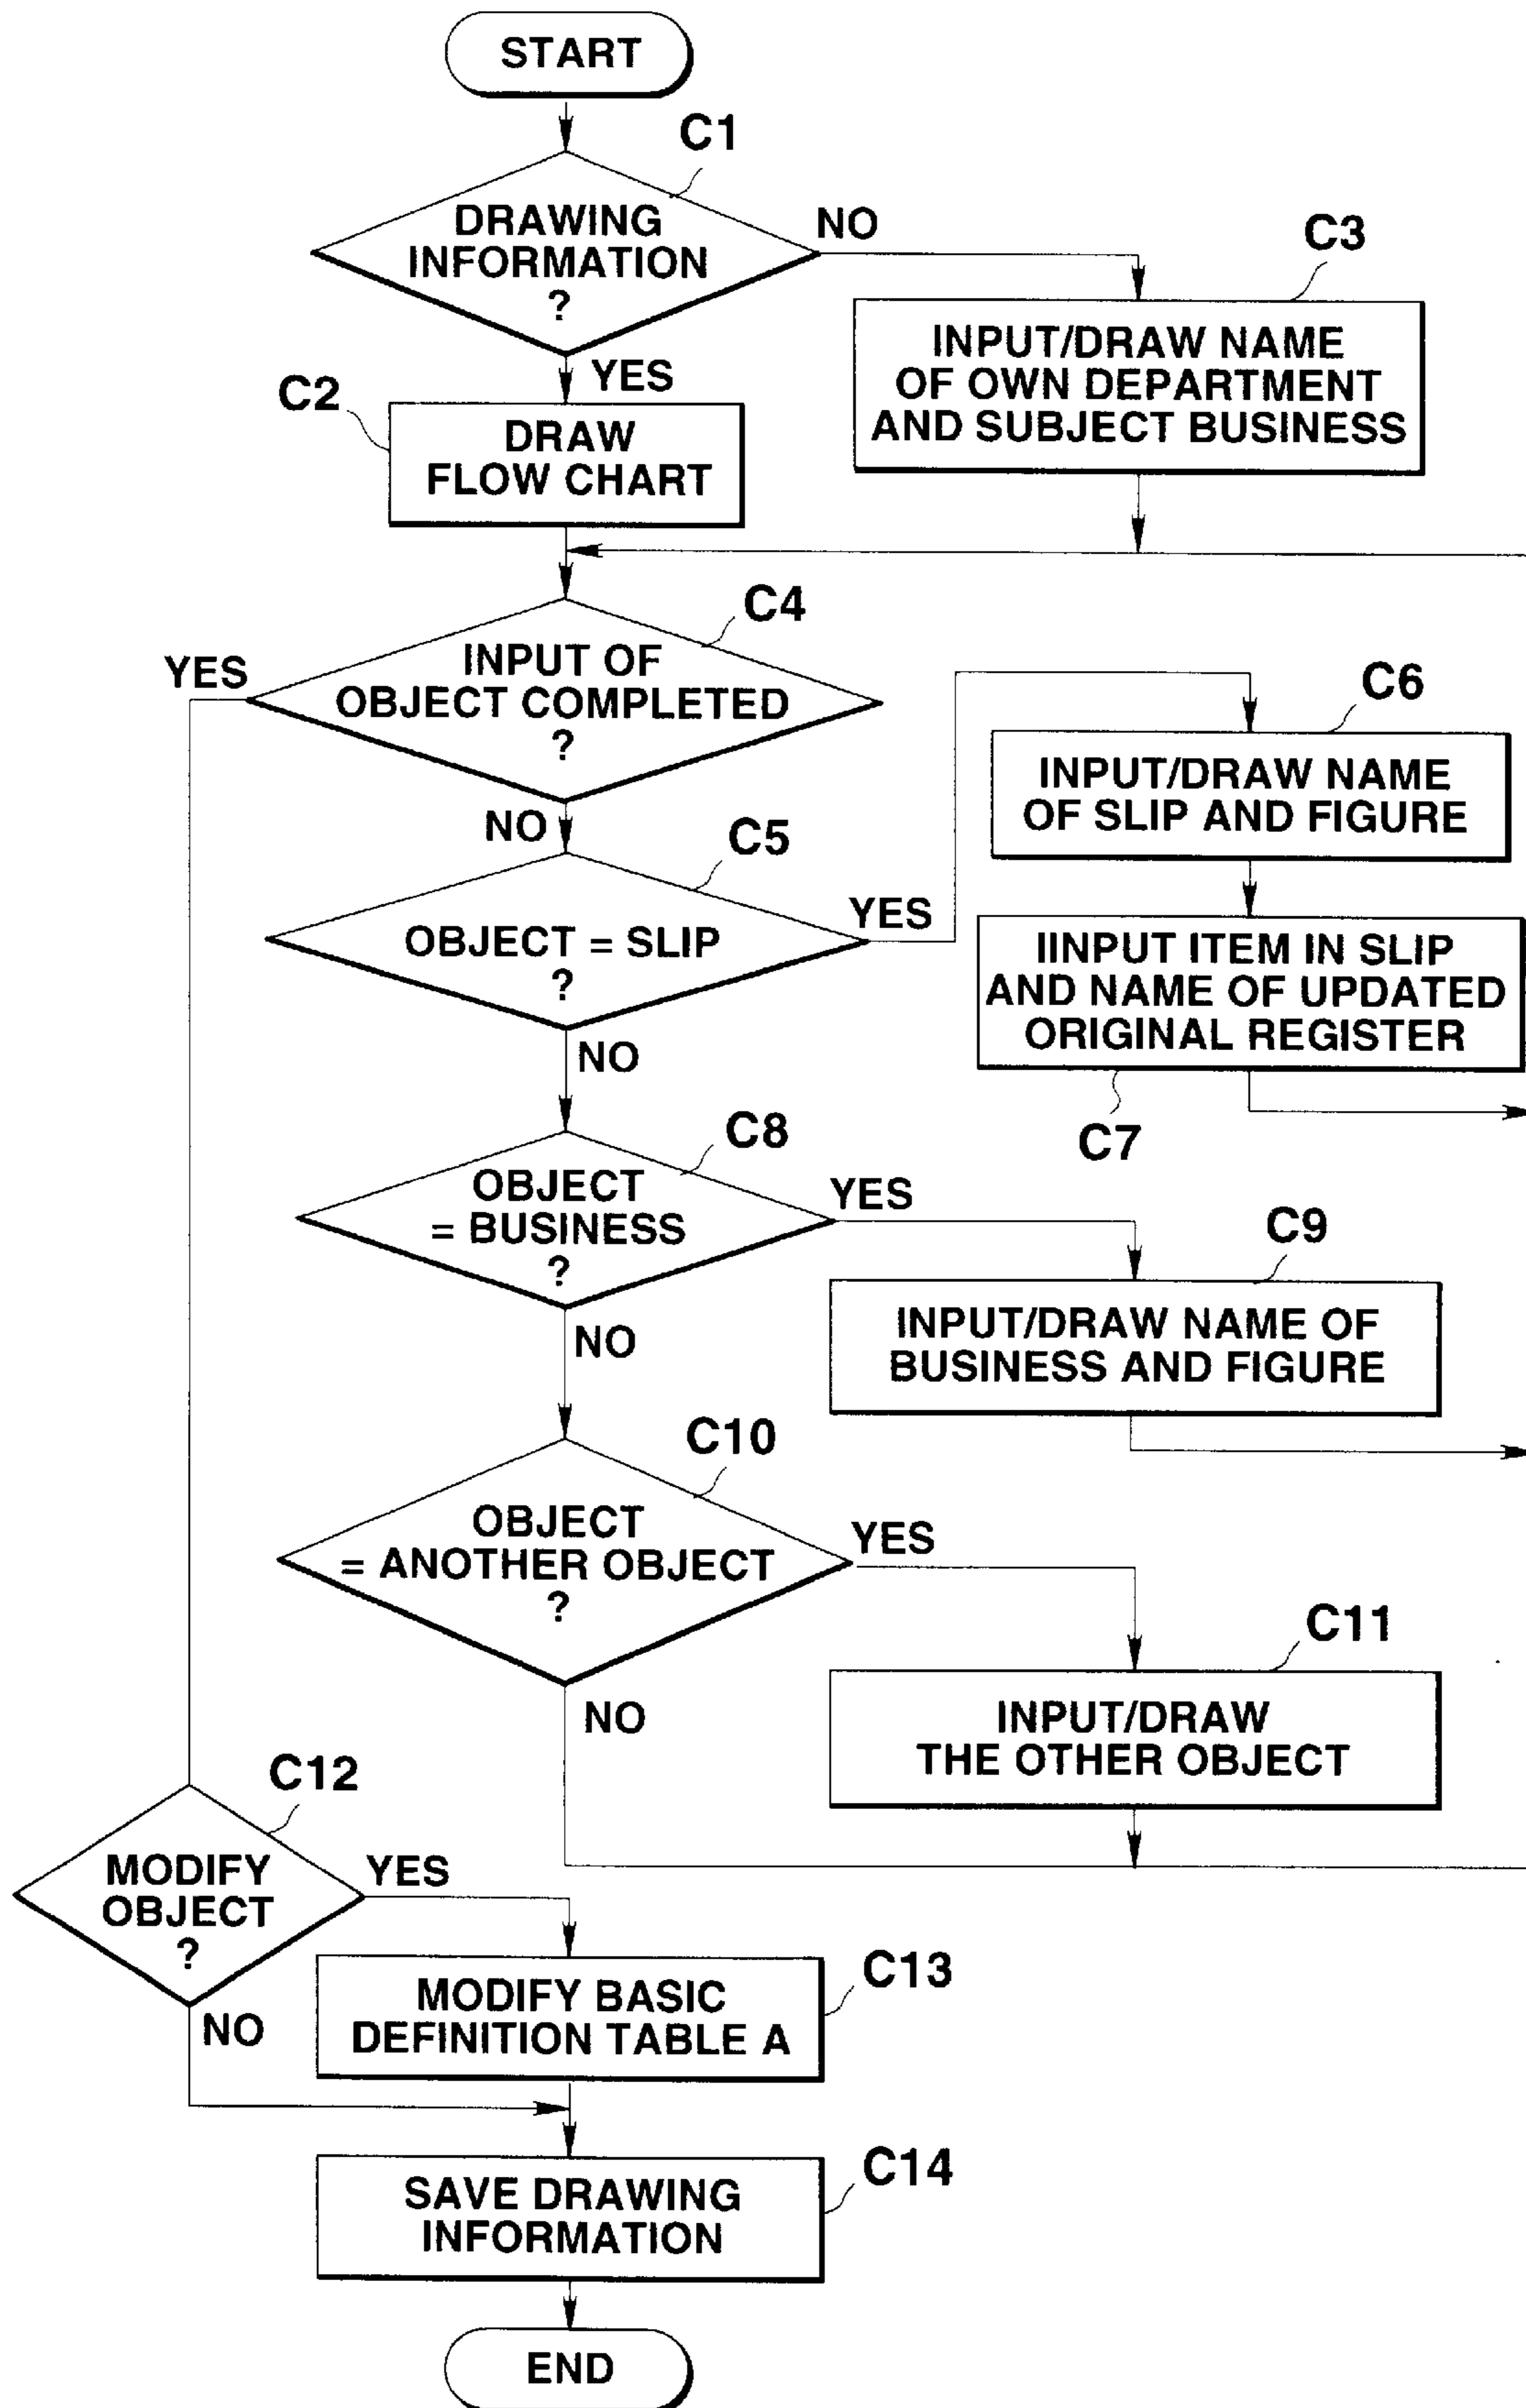 START
C1
DRAWING
INFORMATION
?
NO
YES
C3
INPUT/DRAW NAME
OF OWN DEPARTMENT
AND SUBJECT BUSINESS
C2
DRAW
FLOW CHART
C4
INPUT OF
OBJECT COMPLETED
?
YES
NO
C6
INPUT/DRAW NAME
OF SLIP AND FIGURE
C5
OBJECT = SLIP
?
YES
NO
IINPUT ITEM IN SLIP
AND NAME OF UPDATED
ORIGINAL REGISTER
C7
C8
OBJECT
= BUSINESS
?
YES
NO
C9
INPUT/DRAW NAME OF
BUSINESS AND FIGURE
C10
OBJECT
= ANOTHER OBJECT
?
YES
NO
C11
INPUT/DRAW
THE OTHER OBJECT
C12
MODIFY
OBJECT
?
YES
NO
C13
MODIFY BASIC
DEFINITION TABLE A
C14
SAVE DRAWING
INFORMATION
END